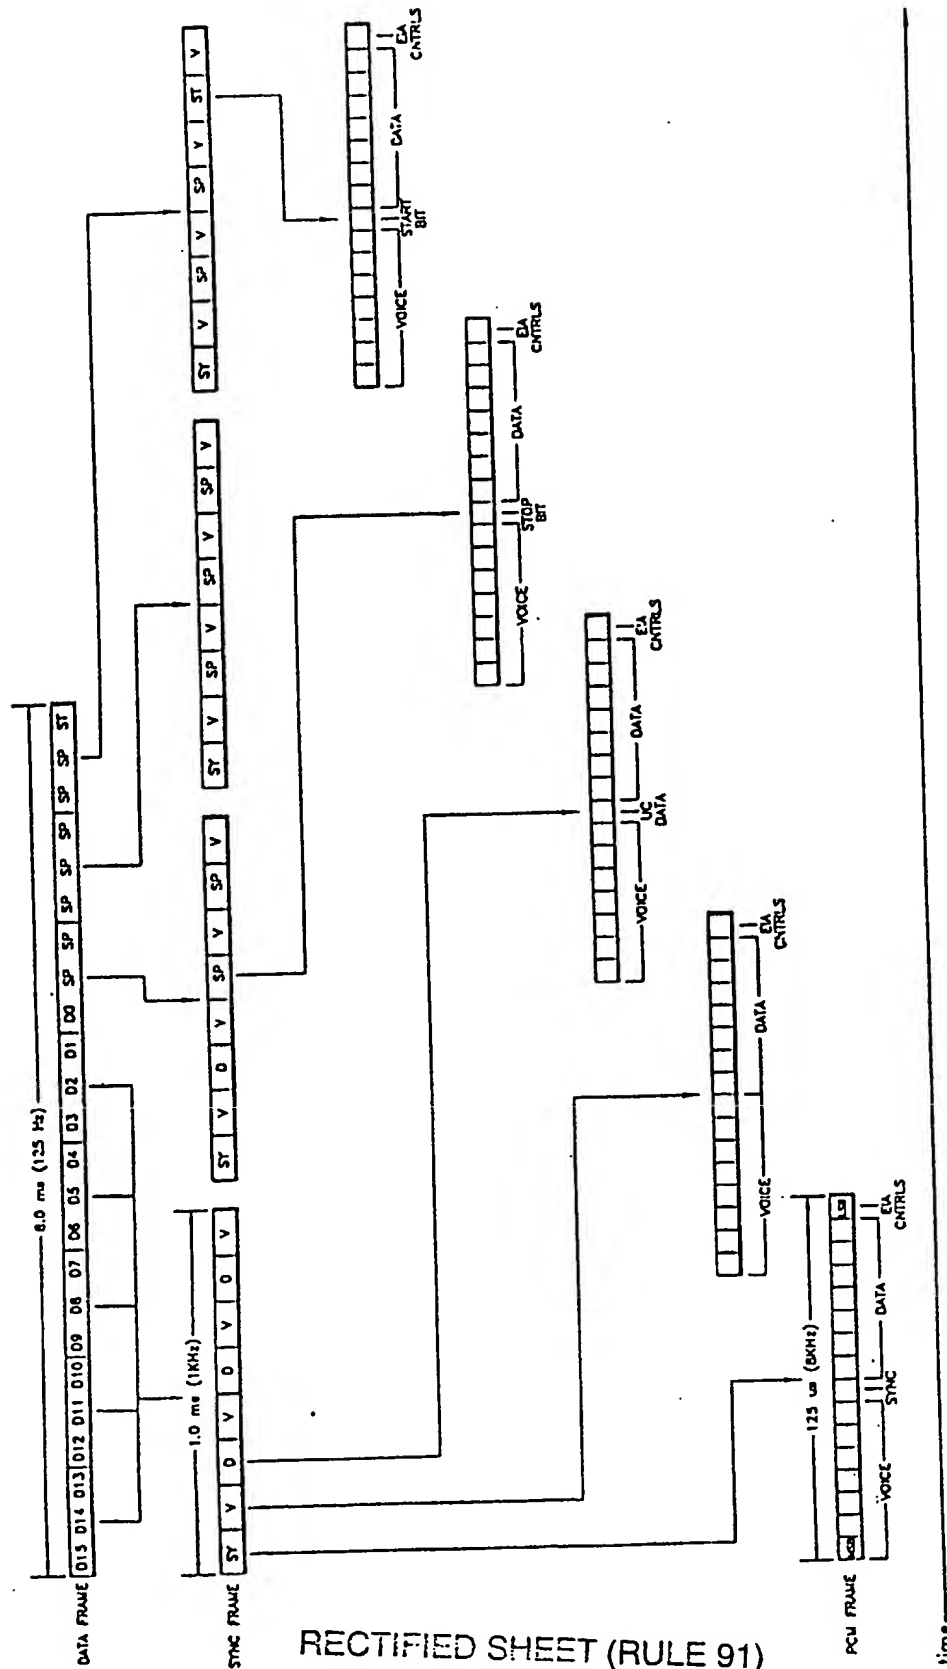 8.0 ms (125 Hz)
DATA FRAME D15 D14 D13 D12 D11 D10 D9 D8 D7 D6 D5 D4 D3 D2 D1 D0 SP SP SP SP SP SP SP ST
1.0 ms (1KHz)
SYNC FRAME SY V D V D V D V
SY V D V SP V SP V
SY V SP V SP V SP V
SY V SP V SP V ST V
VOICE START BIT DATA EIA CNTRLS
VOICE STOP BIT DATA EIA CNTRLS
VOICE UC DATA DATA EIA CNTRLS
VOICE DATA EIA CNTRLS
125 us (8KHz)
PCM FRAME
VOICE SYNC DATA EIA CNTRLS
time
RECTIFIED SHEET (RULE 91)